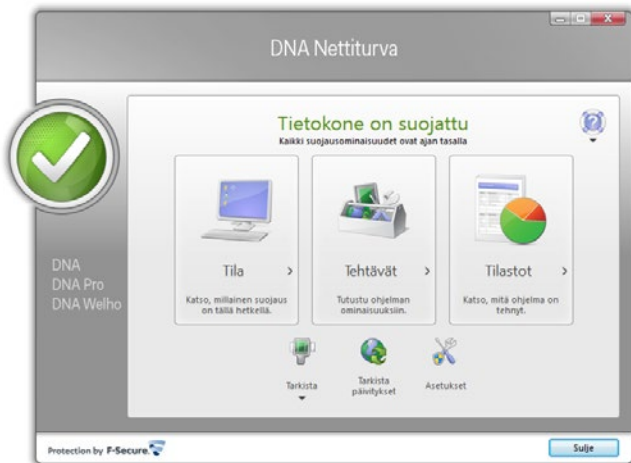 DNA Nettiturva
Tietokone on suojattu
Kaikki suojausominaisuudet ovat ajan tasalla
Tila
Katso, millainen suojaus
on tällä hetkellä.
Tehtävät
Tutustu ohjelman
ominaisuuksiin.
Tilastot
Katso, mitä ohjelma on
tehnyt.
DNA
DNA Pro
DNA Welho
Tarkista
Tarkista
päivitykset
Asetukset
Protection by F-Secure.
Sulje